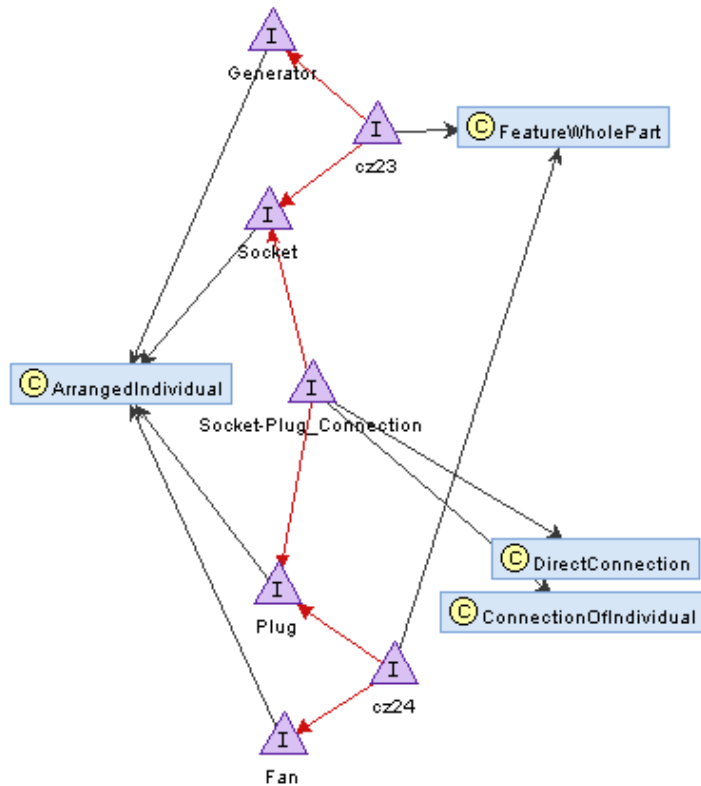 I
Generator
I
C FeatureWholePart
cz23
I
Socket
C ArrangedIndividual
I
Socket-Plug_Connection
C DirectConnection
I
C ConnectionOfIndividual
Plug
I
cz24
I
Fan